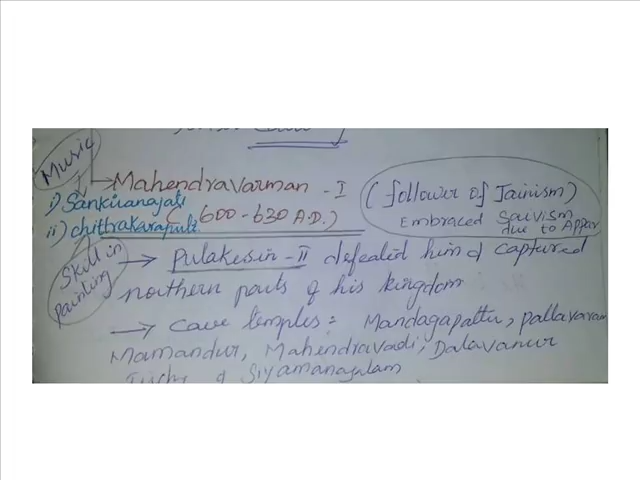 Music
→ Mahendravarman - I
i) Sankiranajati
(600-630 A.D.)
ii) chithrakarapuli
(follower of Jainism)
Embraced Saivism
due to Appar
Skill in
painting
→ Pulakesin - II defeated him & captured
northern parts of his kingdom
→ Cave temples: Mandagapattu, pallavaram
Mamandur, Mahendravadi, Dalavanur
Siyamangalam